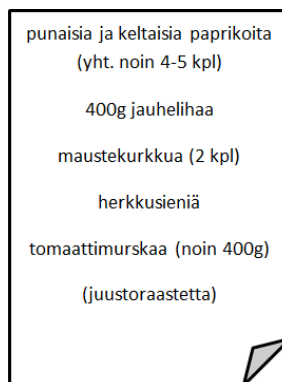 punaisia ja keltaisia paprikoita
(yht. noin 4-5 kpl)
400g jauhelihaa
maustekurkkua (2 kpl)
herkkusieniä
tomaattimurskaa (noin 400g)
(juustoraastetta)